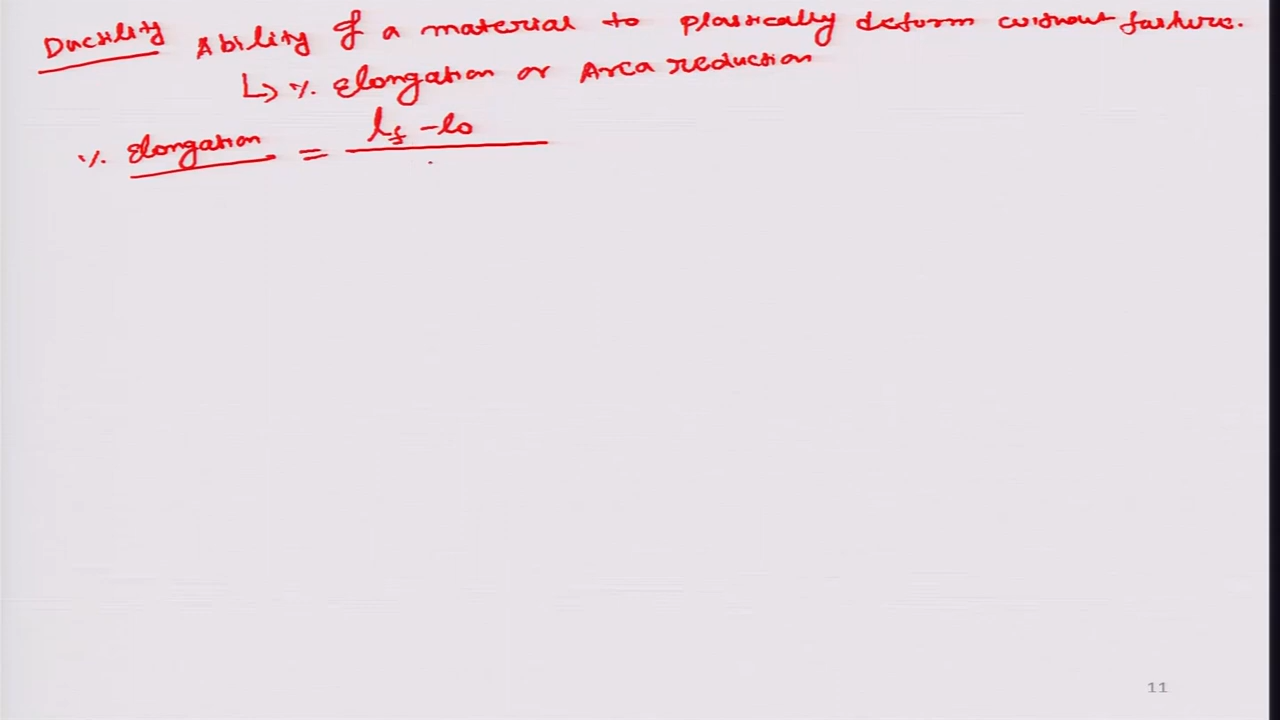 Ductility Ability of a material to plastically deform without failure.
↳ % Elongation or Area reduction
% Elongation = lf - lo
11